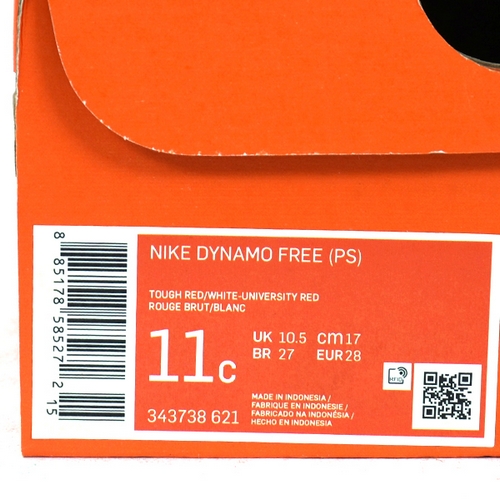 NIKE DYNAMO FREE (PS)
TOUGH RED/WHITE-UNIVERSITY RED
ROUGE BRUT/BLANC
11C
UK 10.5 cm 17
BR 27 EUR 28
343738 621
MADE IN INDONESIA /
FABRIQUE EN INDONESIE /
FABRICADO NA INDONÉSIA /
HECHO EN INDONESIA
8 85178 58527 2 15